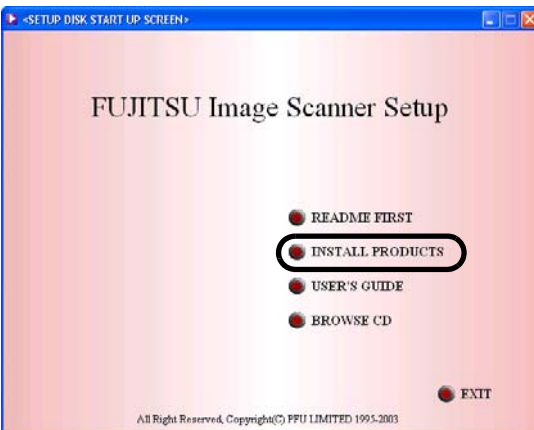 <SETUP DISK START UP SCREEN>
FUJITSU Image Scanner Setup
README FIRST
INSTALL PRODUCTS
USER'S GUIDE
BROWSE CD
EXIT
All Right Reserved, Copyright(C) PFU LIMITED 1995-2003